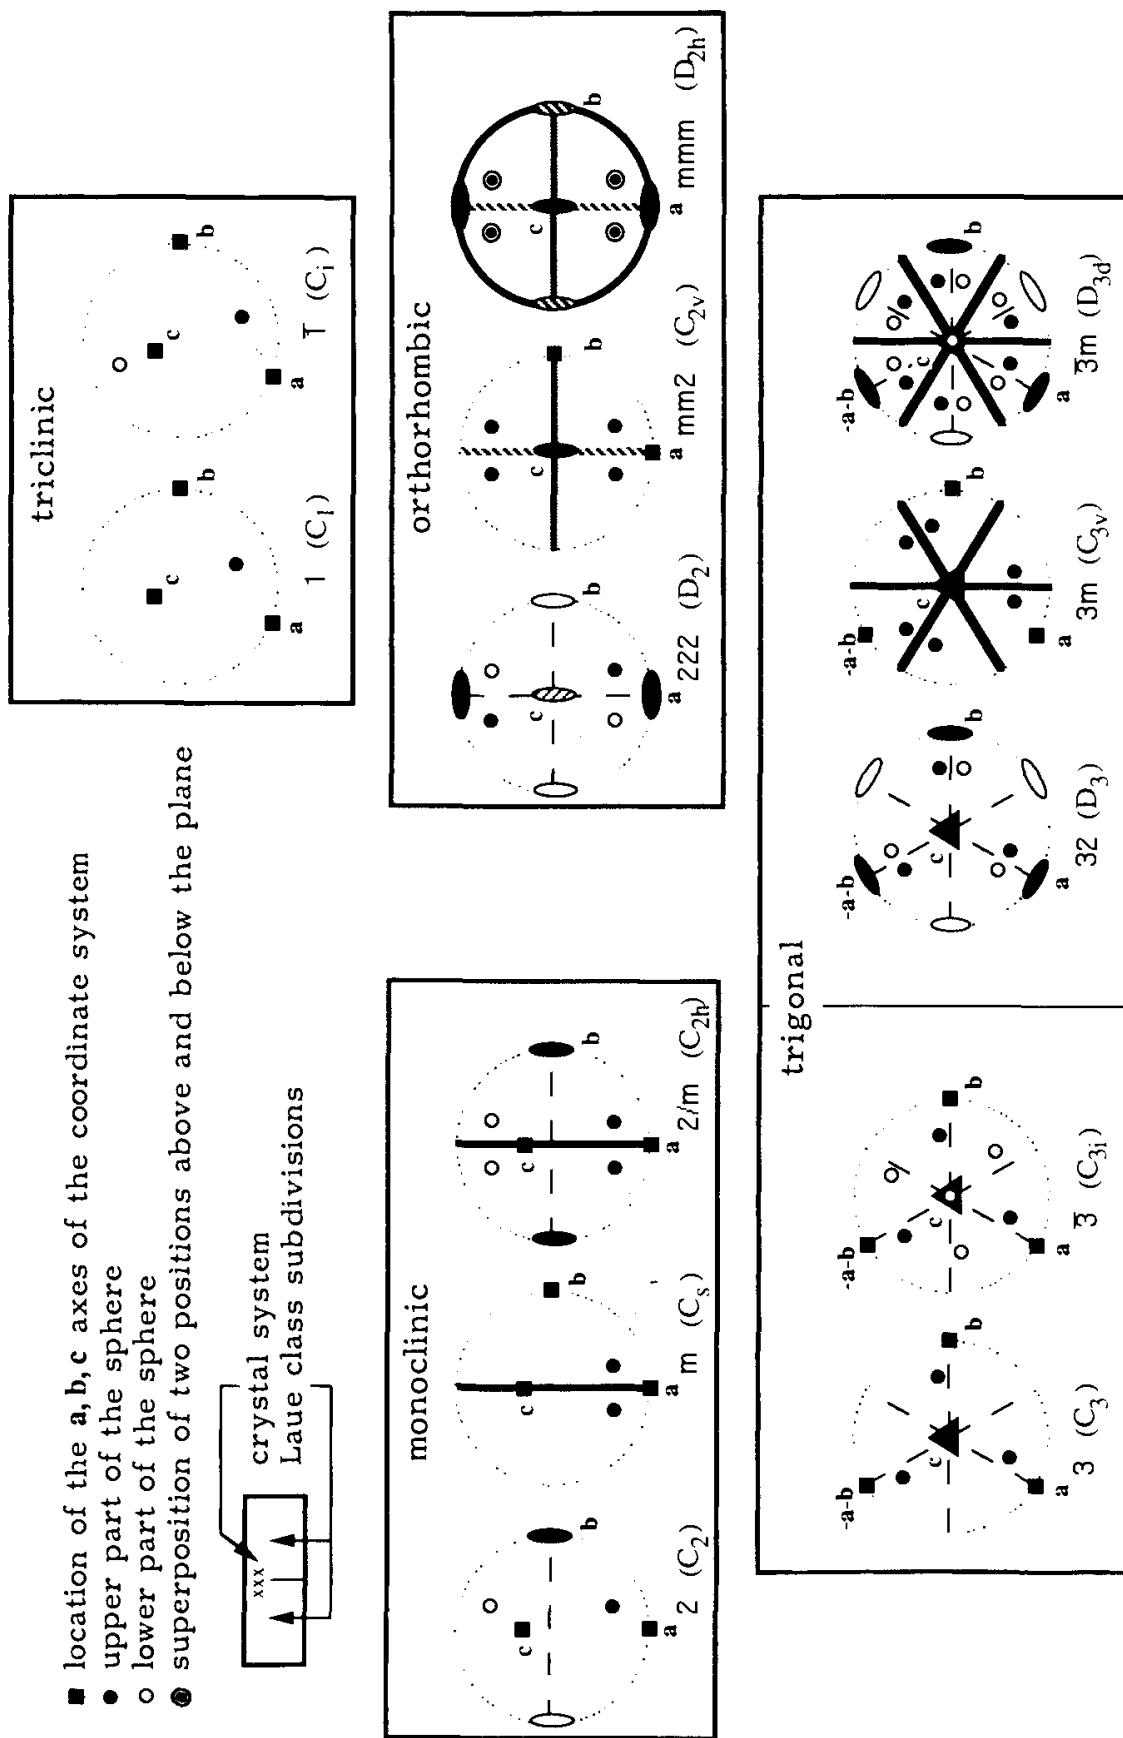 ■ location of the a, b, c axes of the coordinate system
● upper part of the sphere
○ lower part of the sphere
◎ superposition of two positions above and below the plane
xxx
crystal system
Laue class subdivisions
triclinic
c
b
a
1 (C₁)
c
b
a
1̅ (Cᵢ)
monoclinic
c
b
a
2 (C₂)
c
b
a
m (Cₛ)
c
b
a
2/m (C₂ₕ)
orthorhombic
c
b
a
222 (D₂)
c
b
a
mm2 (C₂ᵥ)
c
b
a
mmm (D₂ₕ)
trigonal
-a-b
c
b
a
3 (C₃)
-a-b
c
b
a
3̅ (C₃ᵢ)
-a-b
c
b
a
32 (D₃)
-a-b
c
b
a
3m (C₃ᵥ)
-a-b
c
b
a
3̅m (D₃d)